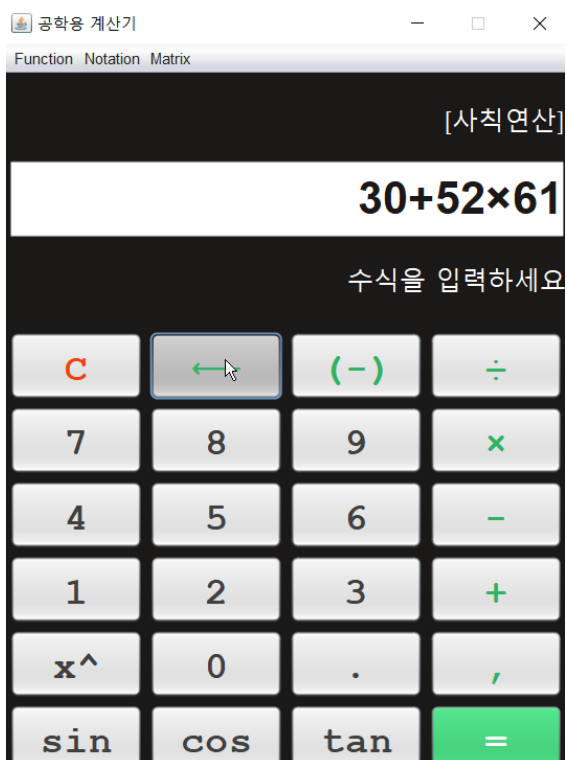 공학용 계산기
Function Notation Matrix
[사칙연산]
30+52×61
수식을 입력하세요
C ← (-) ÷
7 8 9 ×
4 5 6 -
1 2 3 +
x^ 0 . ,
sin cos tan =